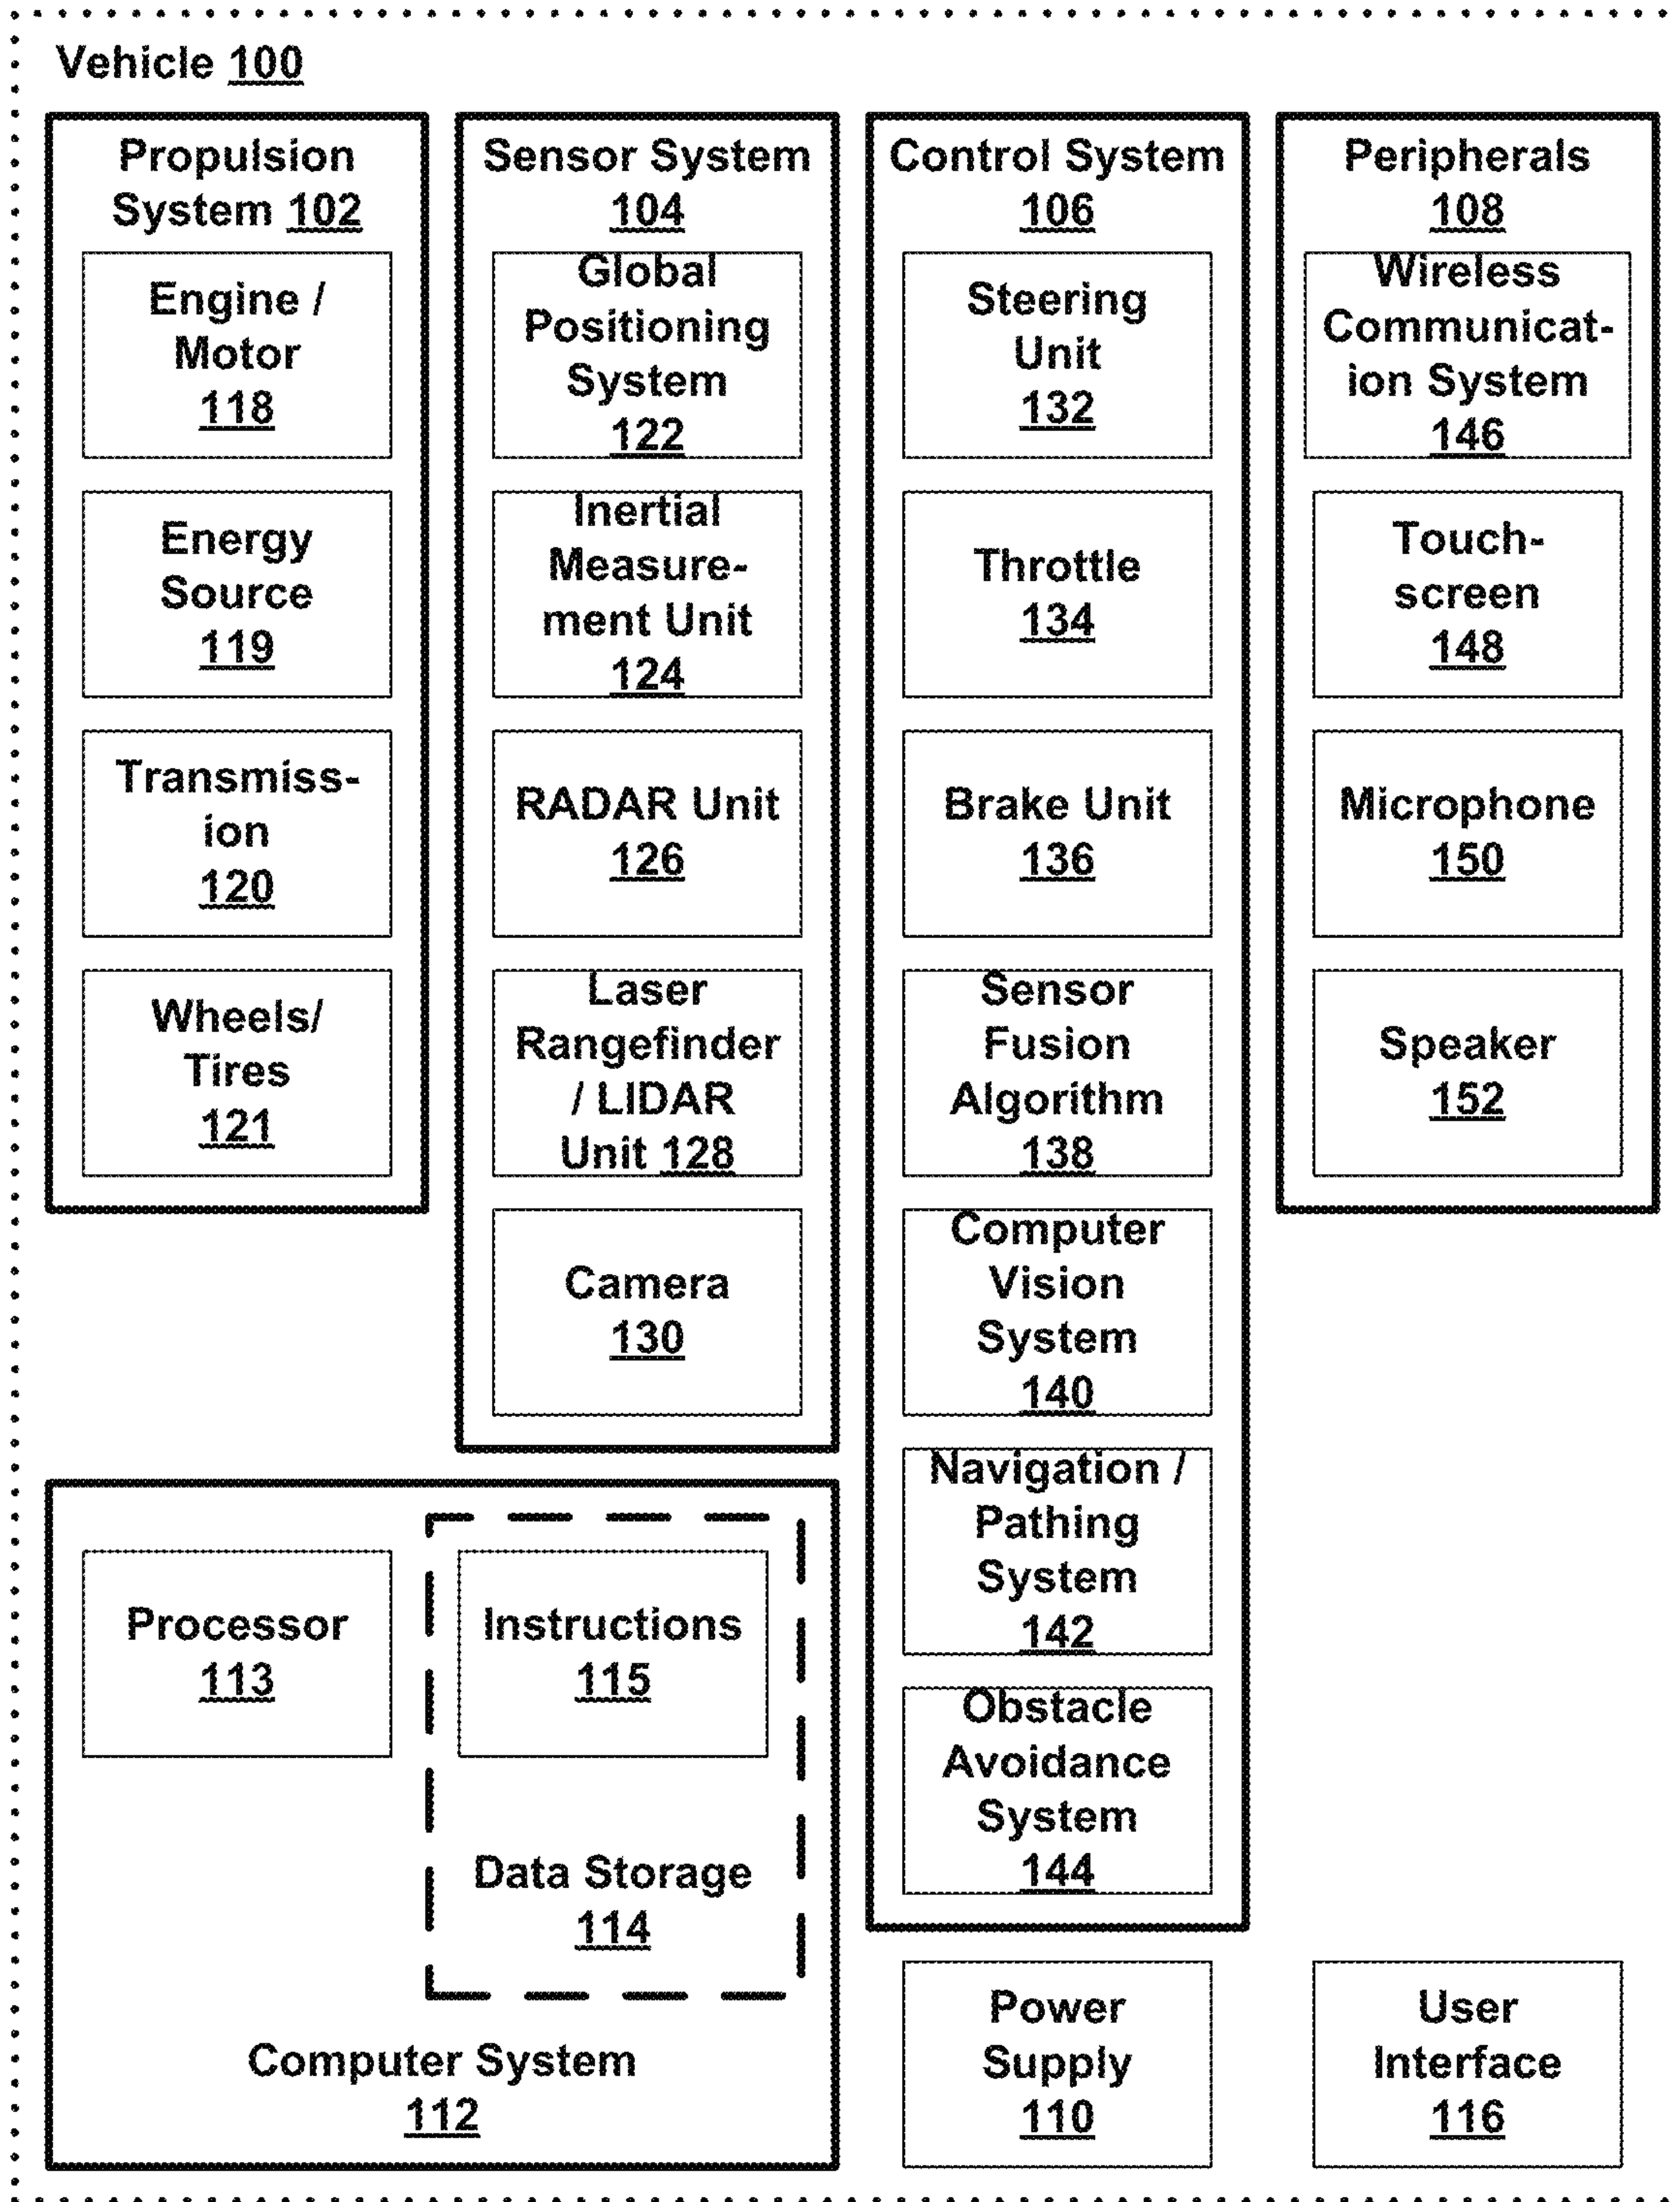 Vehicle 100
Propulsion
System 102
Engine /
Motor
118
Energy
Source
119
Transmiss-
ion
120
Wheels/
Tires
121
Sensor System
104
Global
Positioning
System
122
Inertial
Measure-
ment Unit
124
RADAR Unit
126
Laser
Rangefinder
/ LIDAR
Unit 128
Camera
130
Control System
106
Steering
Unit
132
Throttle
134
Brake Unit
136
Sensor
Fusion
Algorithm
138
Computer
Vision
System
140
Navigation /
Pathing
System
142
Obstacle
Avoidance
System
144
Peripherals
108
Wireless
Communicat-
ion System
146
Touch-
screen
148
Microphone
150
Speaker
152
Processor
113
Instructions
115
Data Storage
114
Computer System
112
Power
Supply
110
User
Interface
116